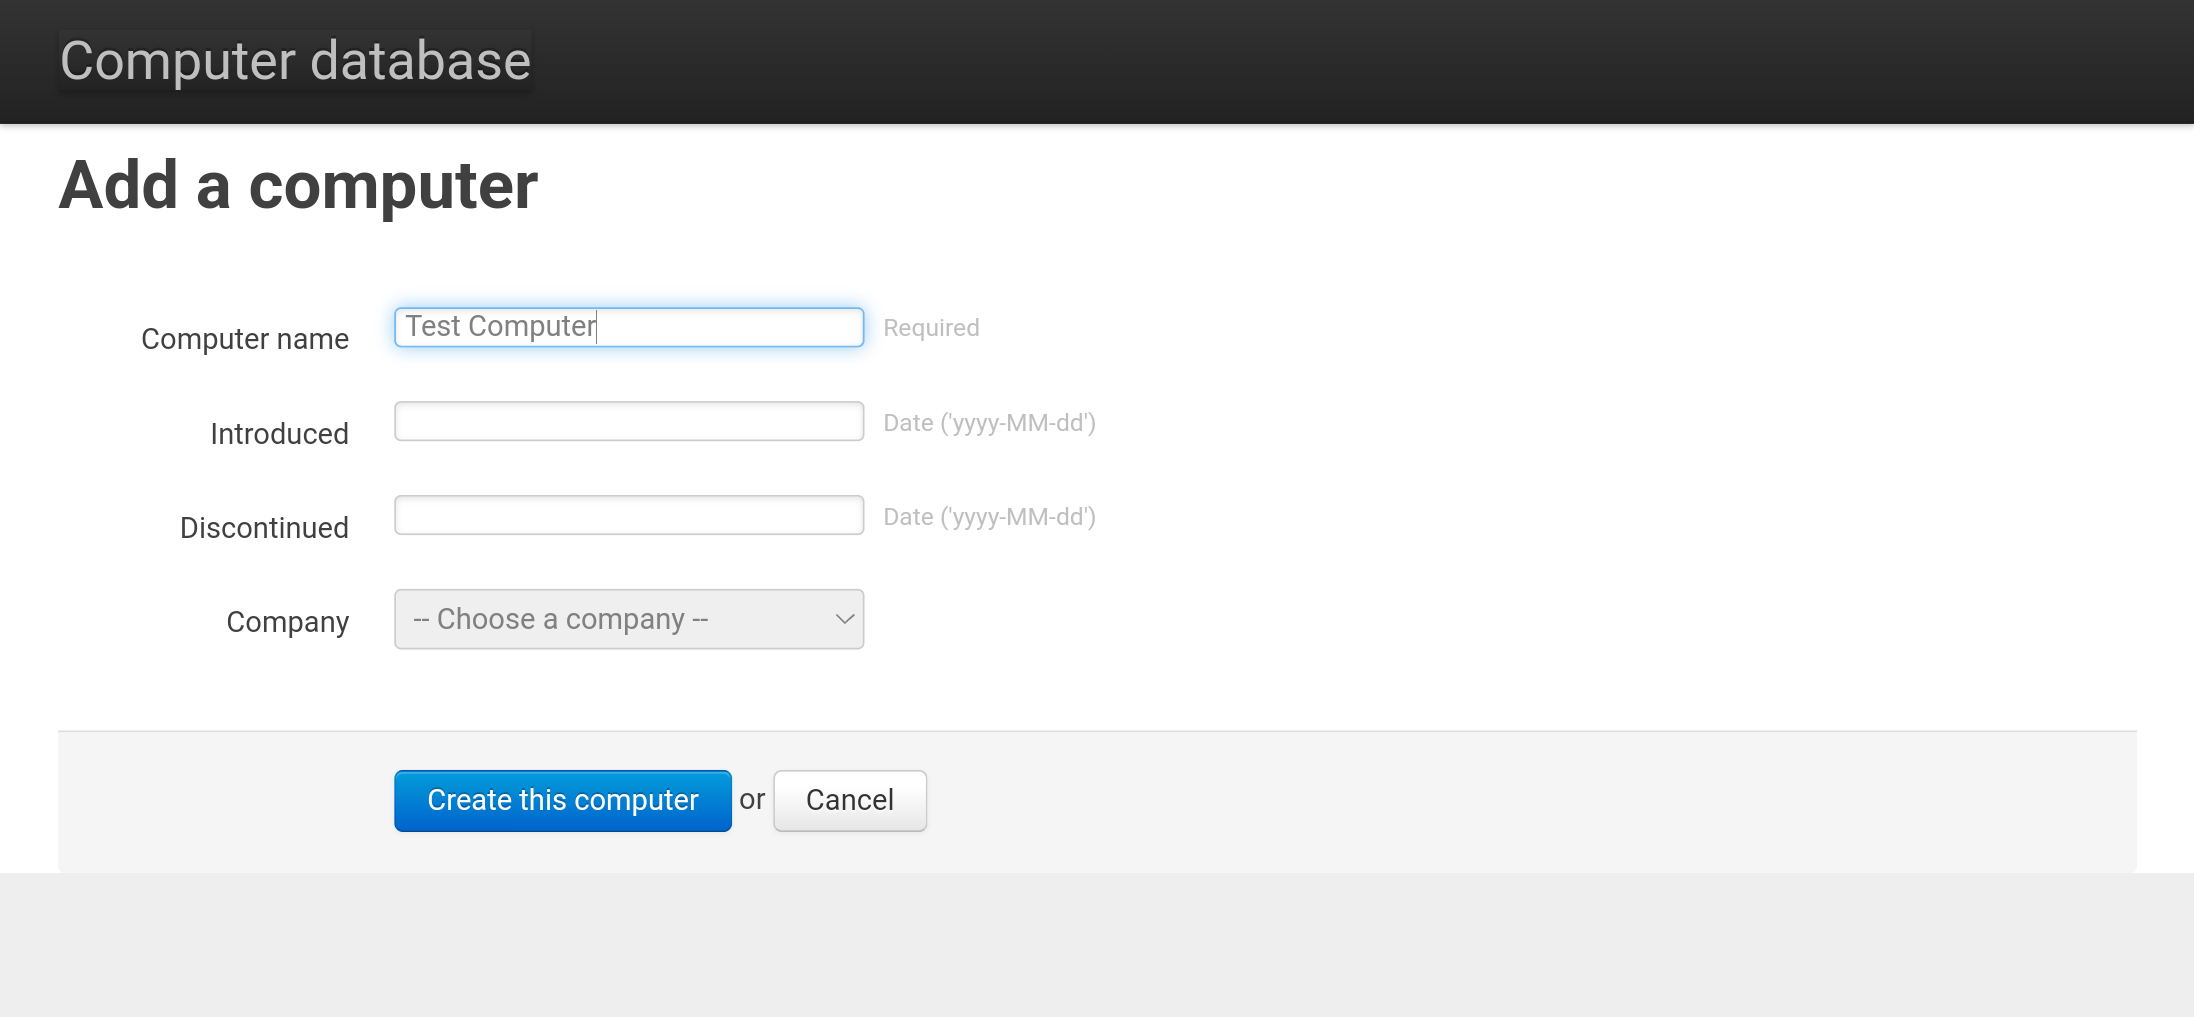 Computer database
Add a computer
Computer name
Test Computer
Required
Introduced
Date ('yyyy-MM-dd')
Discontinued
Date ('yyyy-MM-dd')
Company
-- Choose a company --
Create this computer or Cancel